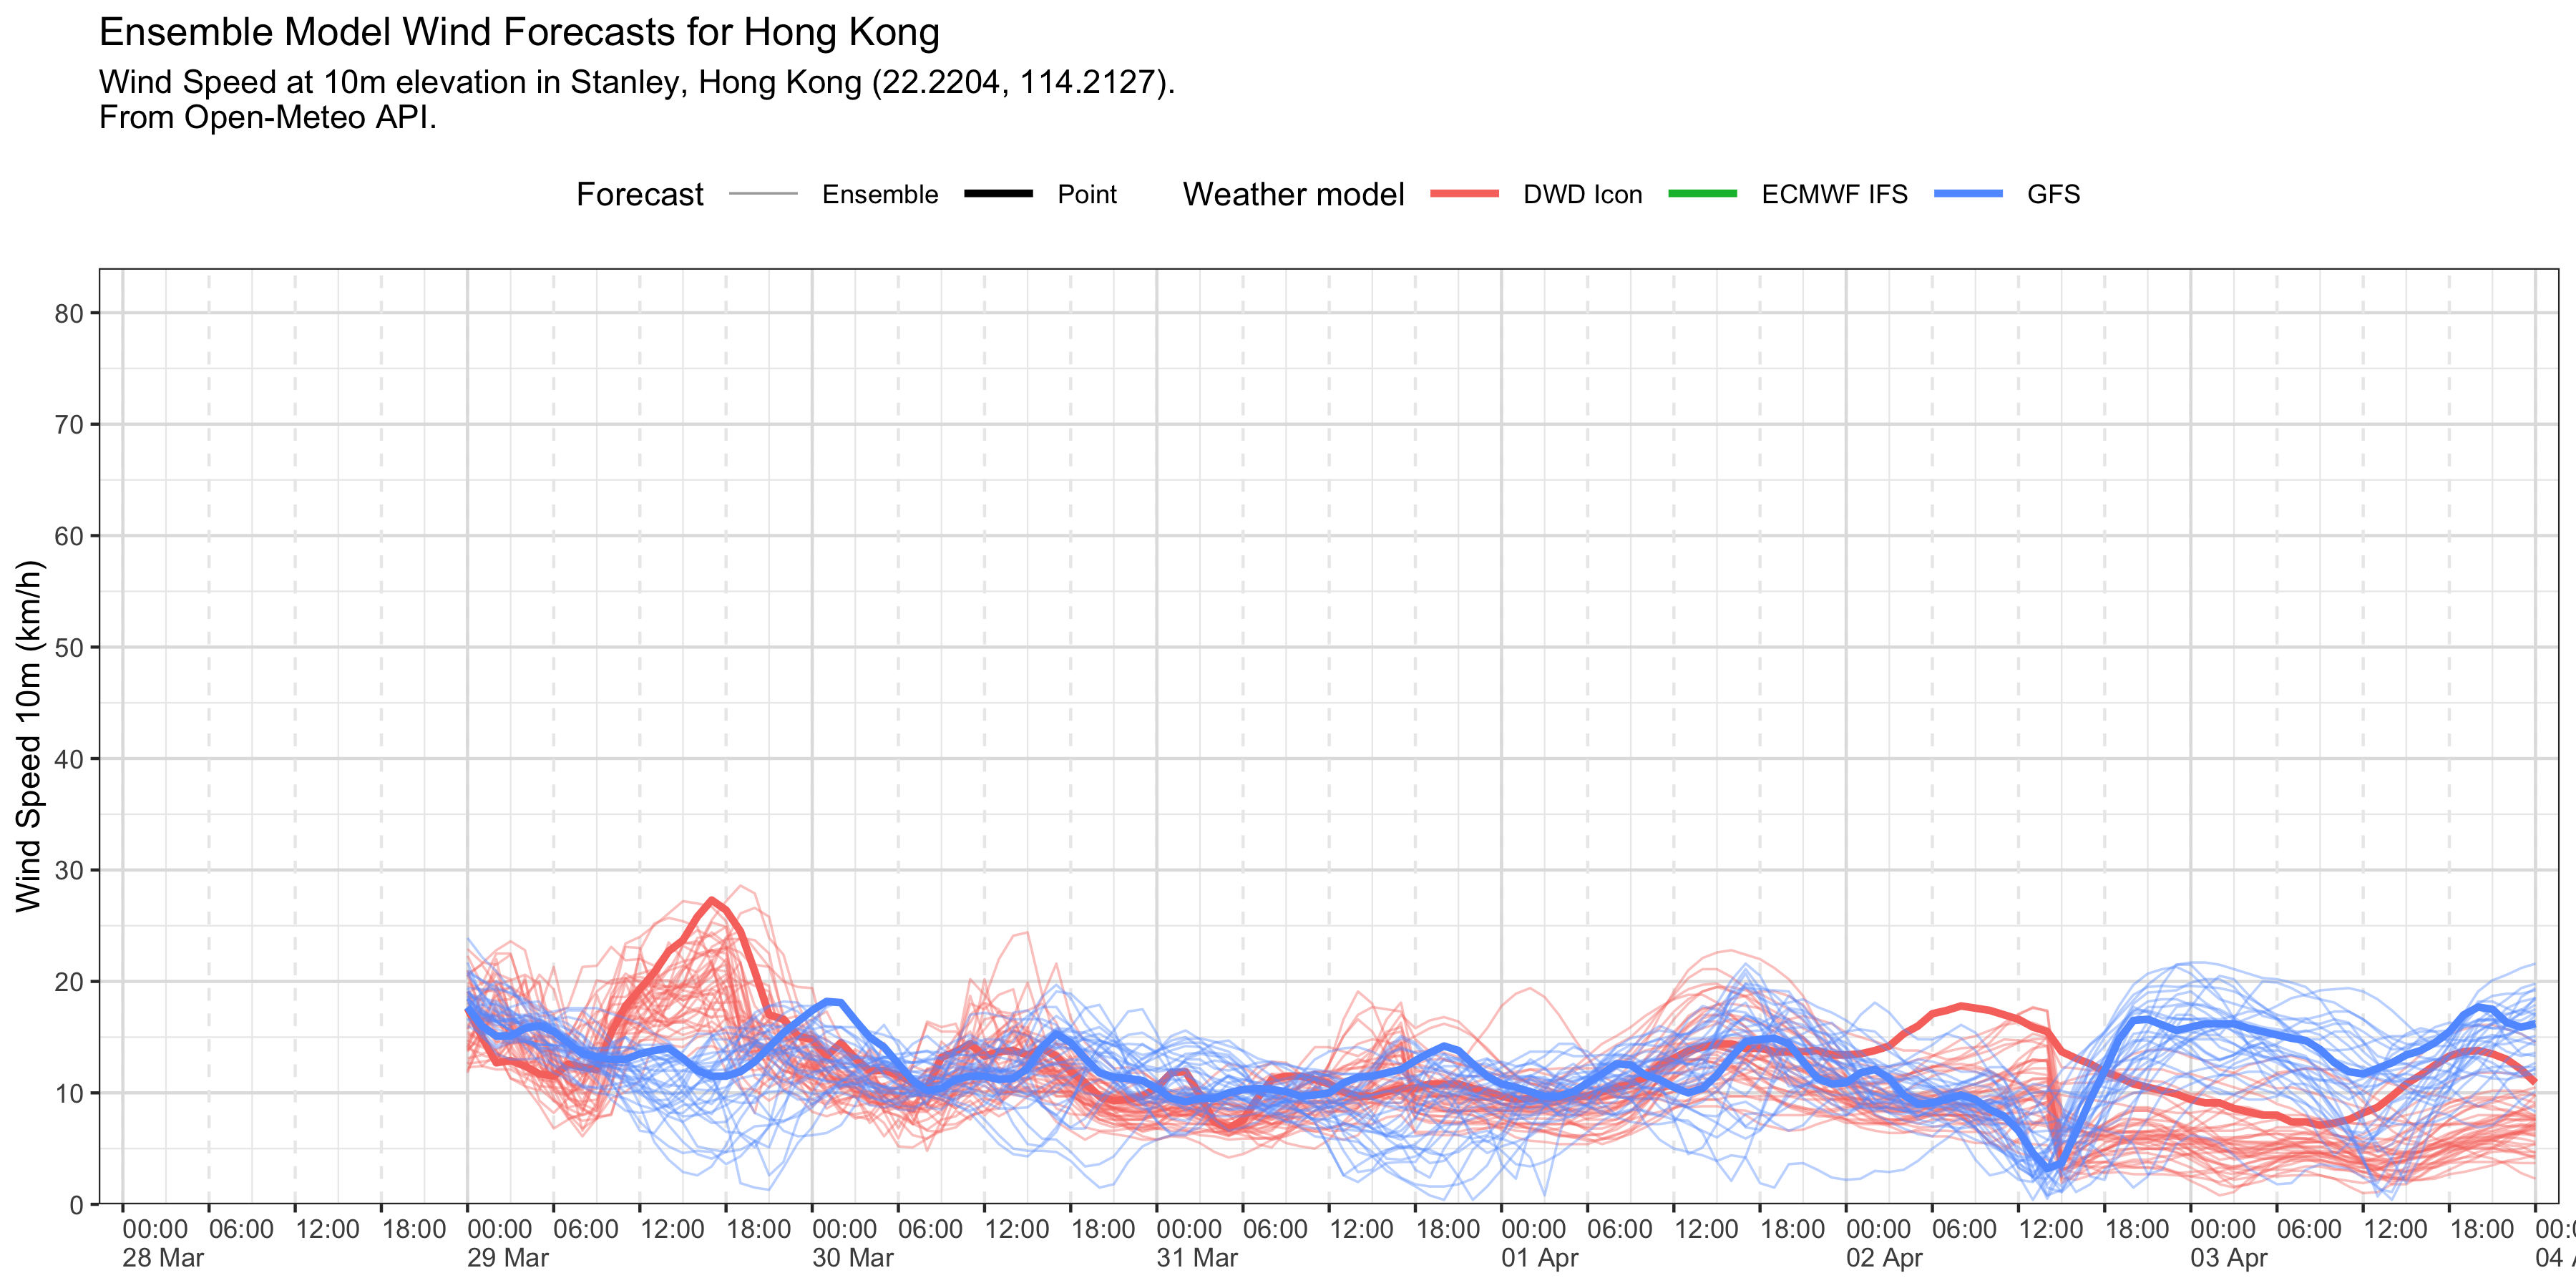 Ensemble Model Wind Forecasts for Hong Kong
Wind Speed at 10m elevation in Stanley, Hong Kong (22.2204, 114.2127).
From Open-Meteo API.
Forecast Ensemble Point Weather model DWD Icon ECMWF IFS GFS
Wind Speed 10m (km/h)
80
70
60
50
40
30
20
10
0
00:00 06:00 12:00 18:00 00:00 06:00 12:00 18:00 00:00 06:00 12:00 18:00 00:00 06:00 12:00 18:00 00:00 06:00 12:00 18:00 00:00 06:00 12:00 18:00 00:00 06:00 12:00 18:00 00:0
28 Mar 29 Mar 30 Mar 31 Mar 01 Apr 02 Apr 03 Apr 04